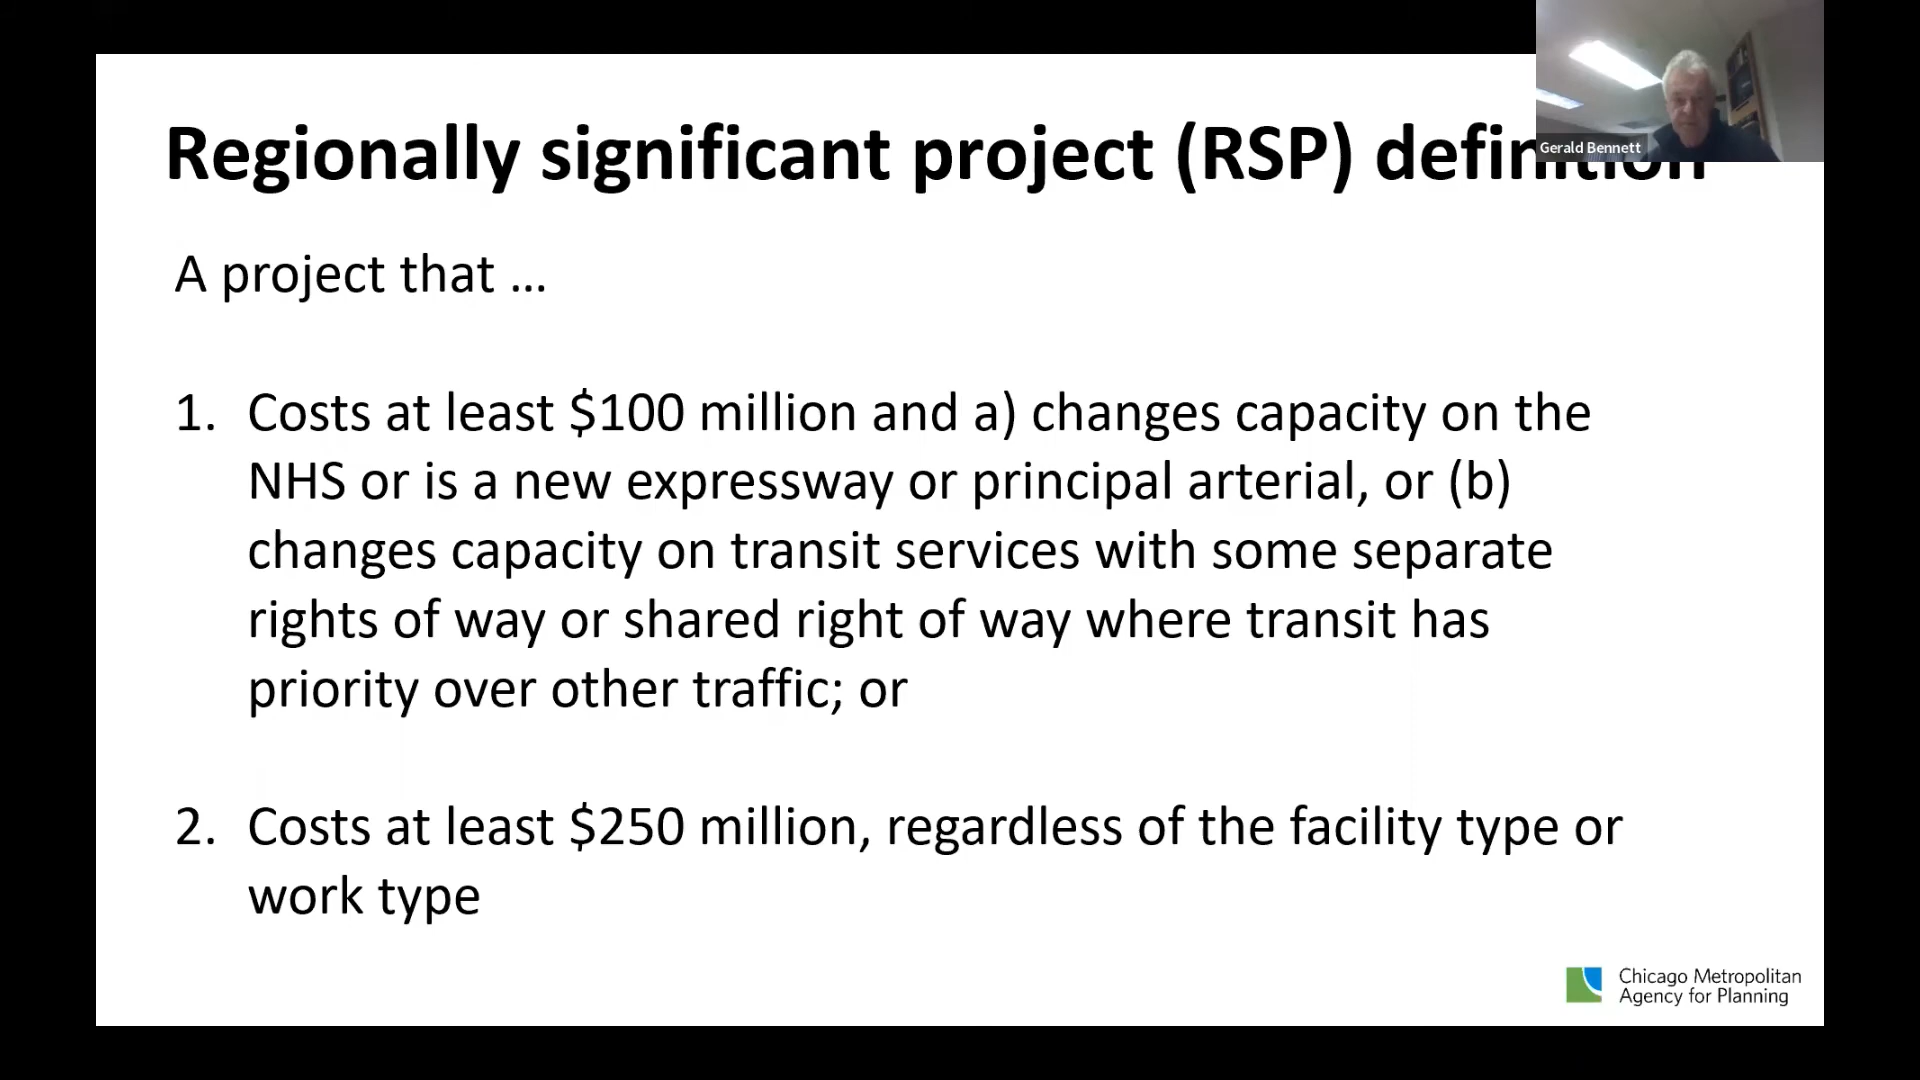 Regionally significant project (RSP) definition
Gerald Bennett
A project that …
1. Costs at least $100 million and a) changes capacity on the
NHS or is a new expressway or principal arterial, or (b)
changes capacity on transit services with some separate
rights of way or shared right of way where transit has
priority over other traffic; or
2. Costs at least $250 million, regardless of the facility type or
work type
Chicago Metropolitan
Agency for Planning